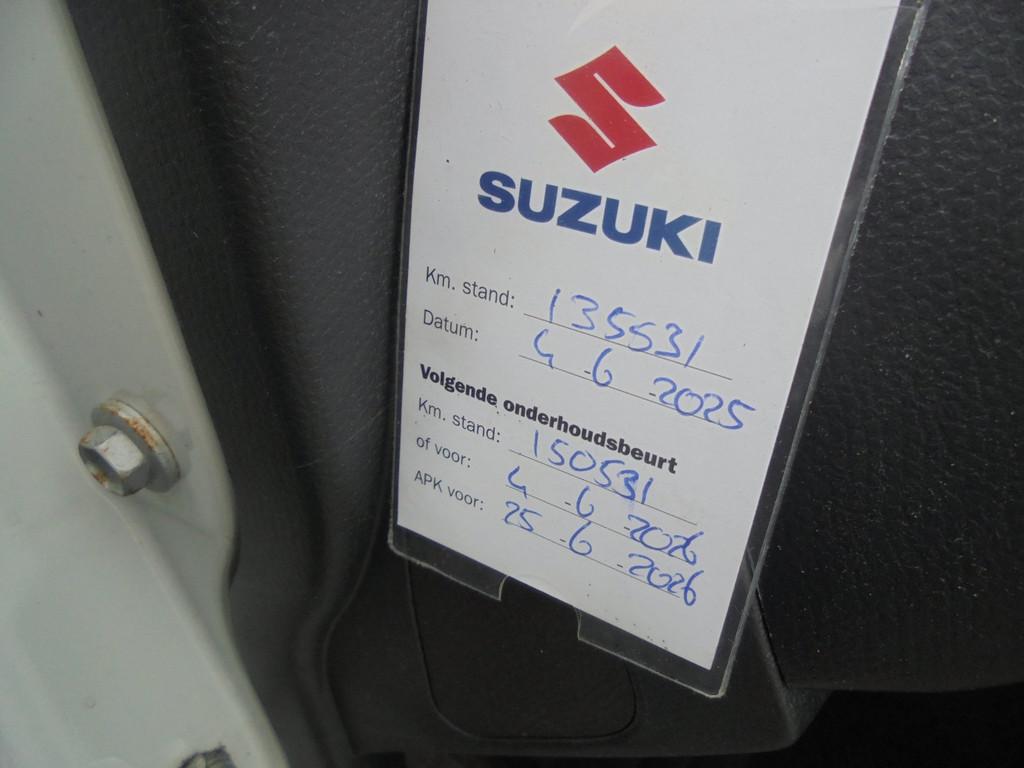 SUZUKI
Km. stand: 135531
Datum: 4-6-2025
Volgende onderhoudsbeurt
Km. stand: 150531
of voor: 4-6-2026
APK voor: 25-6-2026